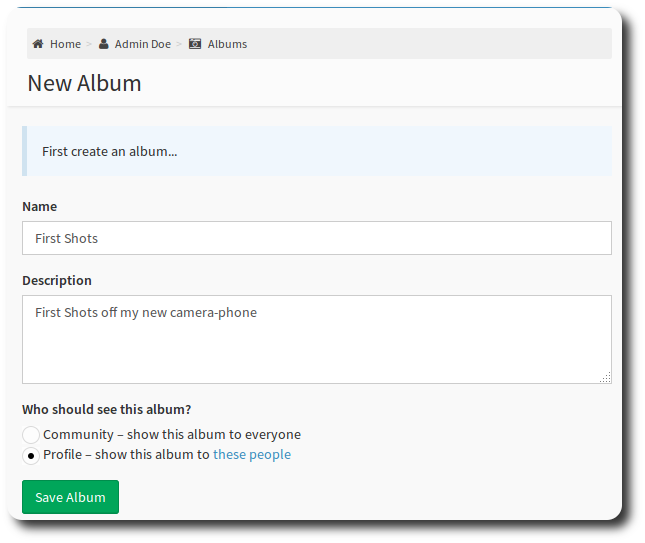 Home > Admin Doe > Albums
New Album
First create an album...
Name
First Shots
Description
First Shots off my new camera-phone
Who should see this album?
Community – show this album to everyone
Profile – show this album to these people
Save Album